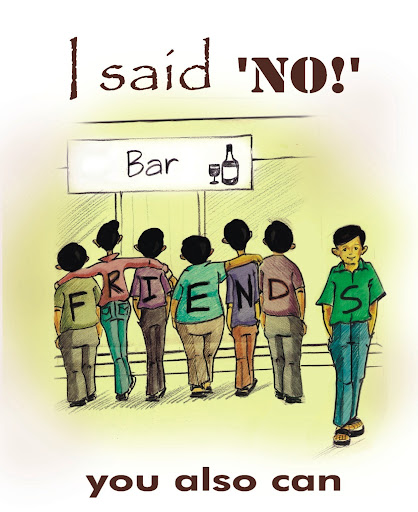 I said 'NO!'
Bar
FRIENDS
you also can